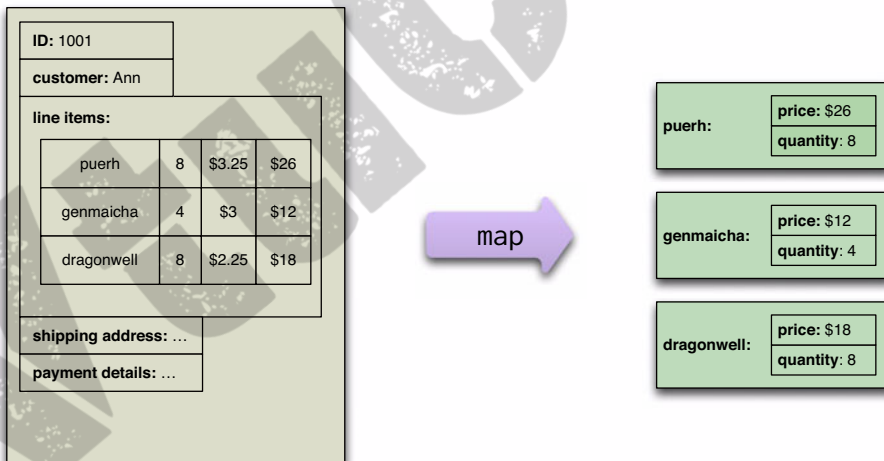 ID: 1001
customer: Ann
line items:
puerh 8 $3.25 $26
genmaicha 4 $3 $12
dragonwell 8 $2.25 $18
shipping address: …
payment details: …
map
puerh:
price: $26
quantity: 8
genmaicha:
price: $12
quantity: 4
dragonwell:
price: $18
quantity: 8